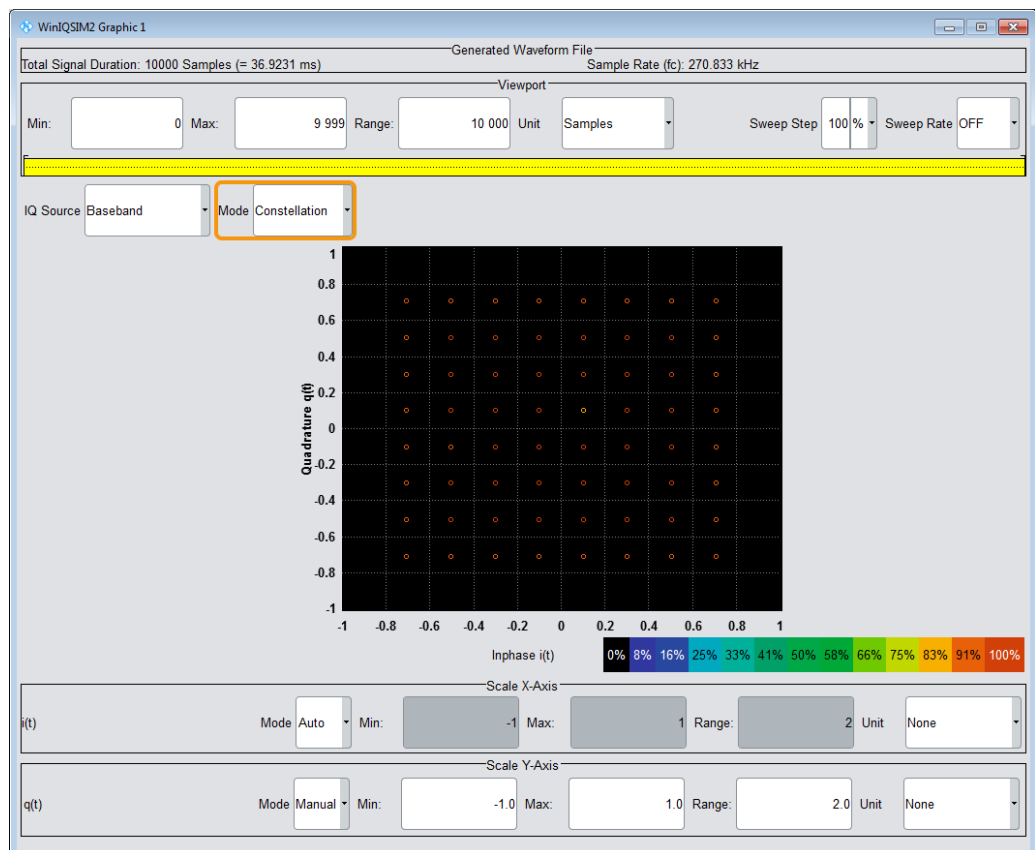 WinIQSIM2 Graphic 1
Generated Waveform File
Total Signal Duration: 10000 Samples (= 36.9231 ms) Sample Rate (fc): 270.833 kHz
Viewport
Min: 0 Max: 9 999 Range: 10 000 Unit Samples Sweep Step 100 % Sweep Rate OFF
IQ Source Baseband Mode Constellation
1
0.8
0.6
0.4
0.2
0
-0.2
-0.4
-0.6
-0.8
-1
Quadrature q(t)
-1 -0.8 -0.6 -0.4 -0.2 0 0.2 0.4 0.6 0.8 1
Inphase i(t) 0% 8% 16% 25% 33% 41% 50% 58% 66% 75% 83% 91% 100%
Scale X-Axis
i(t) Mode Auto Min: -1 Max: 1 Range: 2 Unit None
Scale Y-Axis
q(t) Mode Manual Min: -1.0 Max: 1.0 Range: 2.0 Unit None